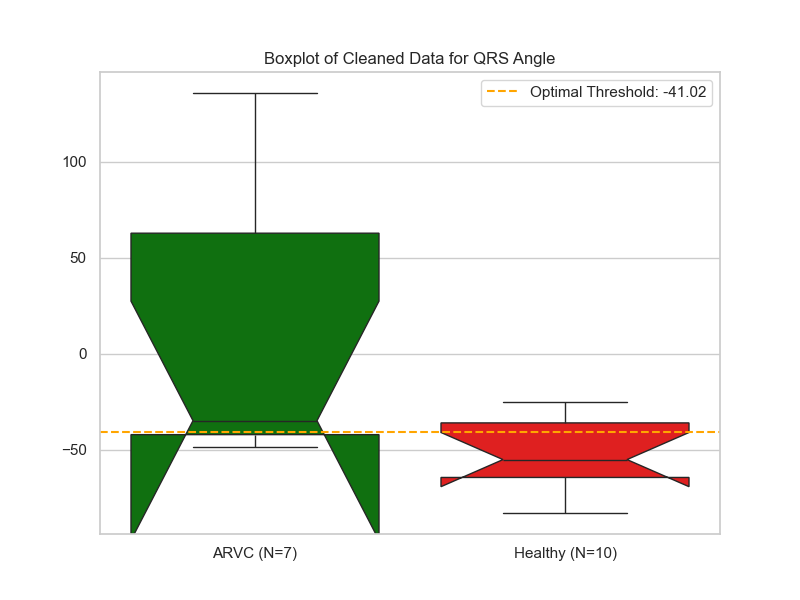 Boxplot of Cleaned Data for QRS Angle
Optimal Threshold: -41.02
100
50
0
−50
ARVC (N=7)
Healthy (N=10)